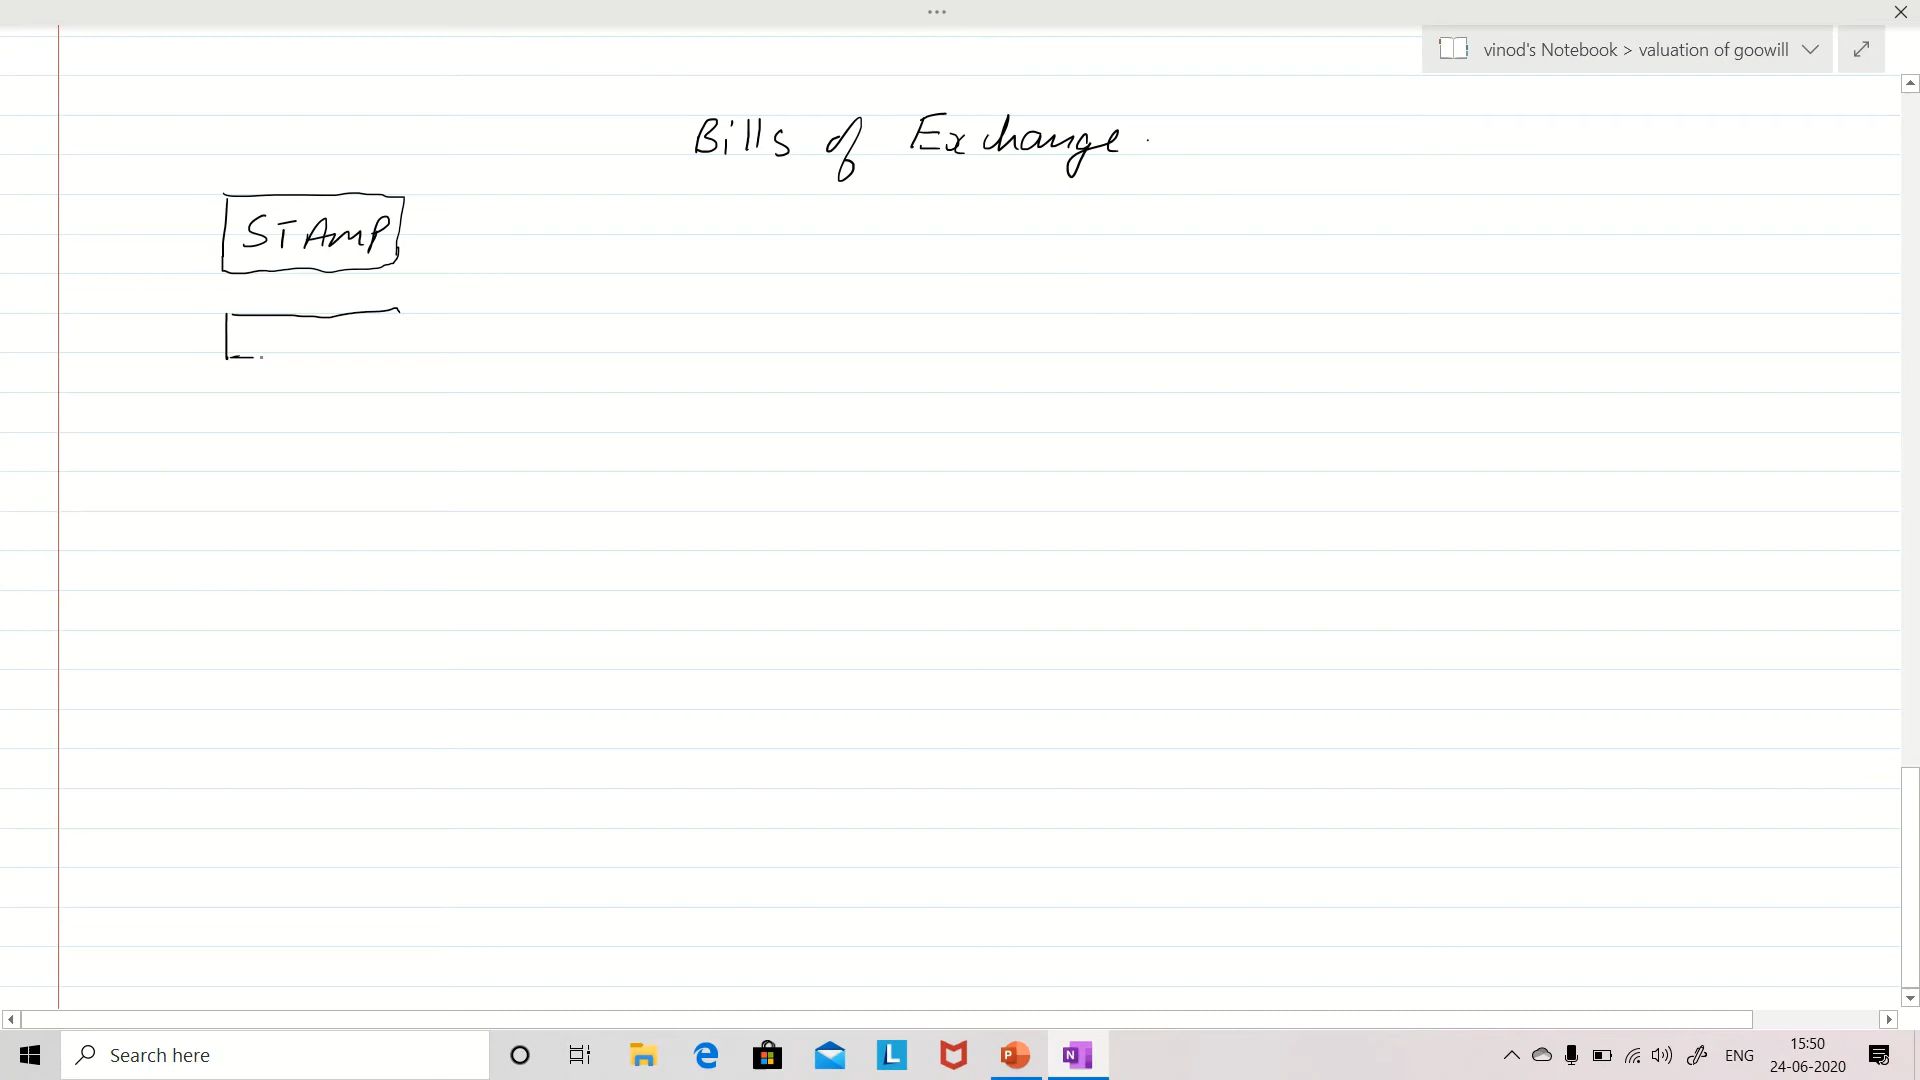 vinod's Notebook > valuation of goowill
Bills of Exchange.
STAMP
Search here
ENG
15:50
24-06-2020